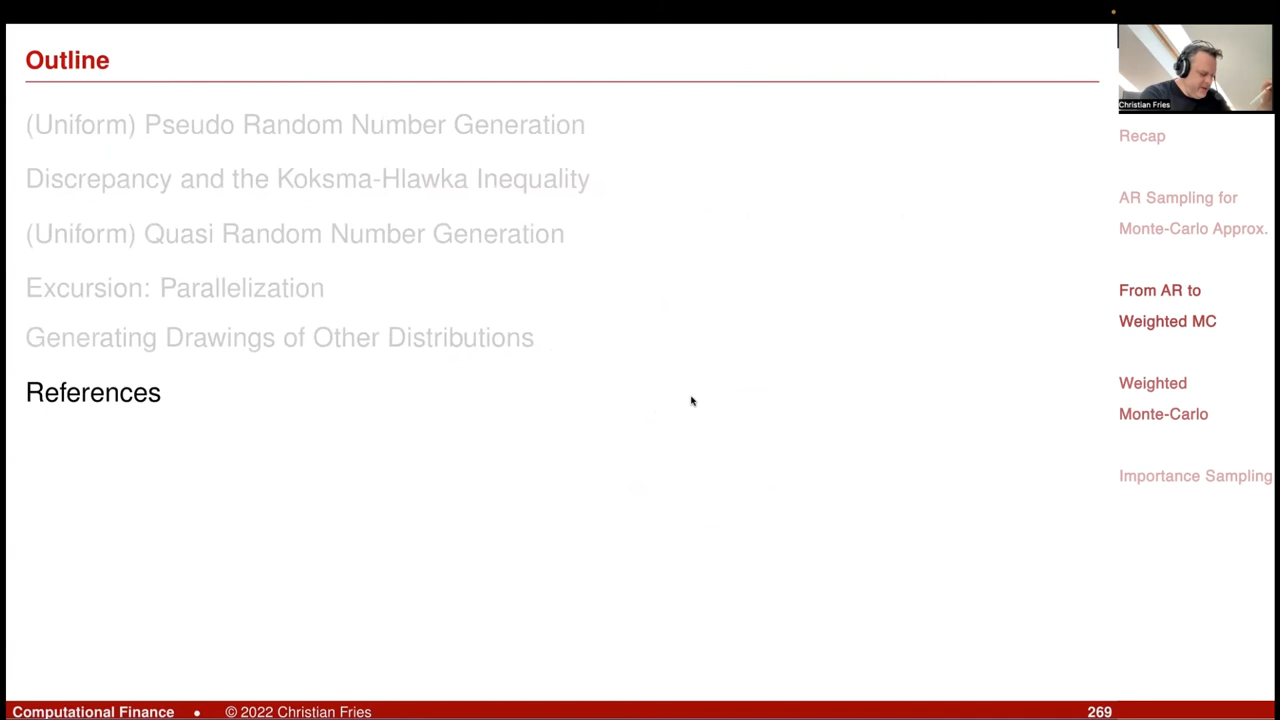 Outline
(Uniform) Pseudo Random Number Generation
Discrepancy and the Koksma-Hlawka Inequality
(Uniform) Quasi Random Number Generation
Excursion: Parallelization
Generating Drawings of Other Distributions
References
Christian Fries
Recap
AR Sampling for
Monte-Carlo Approx.
From AR to
Weighted MC
Weighted
Monte-Carlo
Importance Sampling
Computational Finance • © 2022 Christian Fries 269